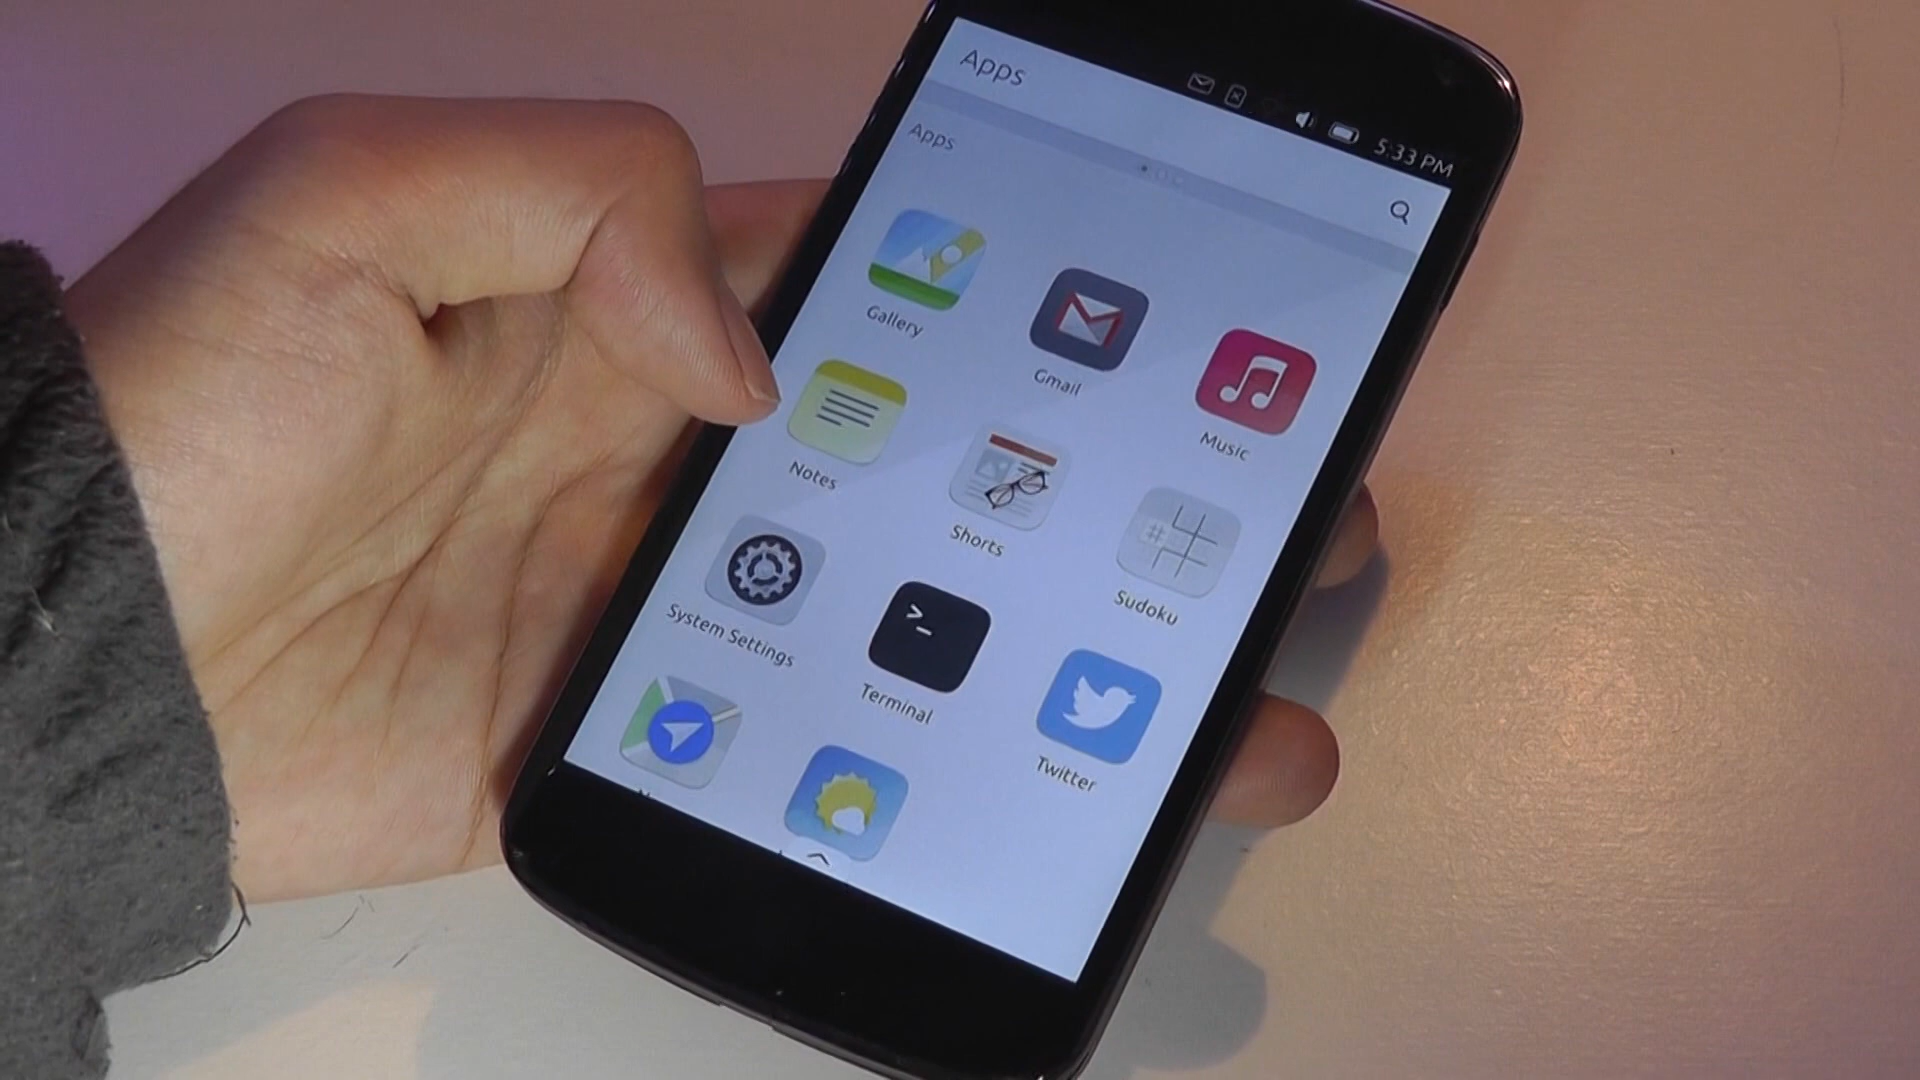 5:33 PM
Apps
Apps
Gallery
Gmail
Music
Notes
Shorts
Sudoku
System Settings
Terminal
Twitter